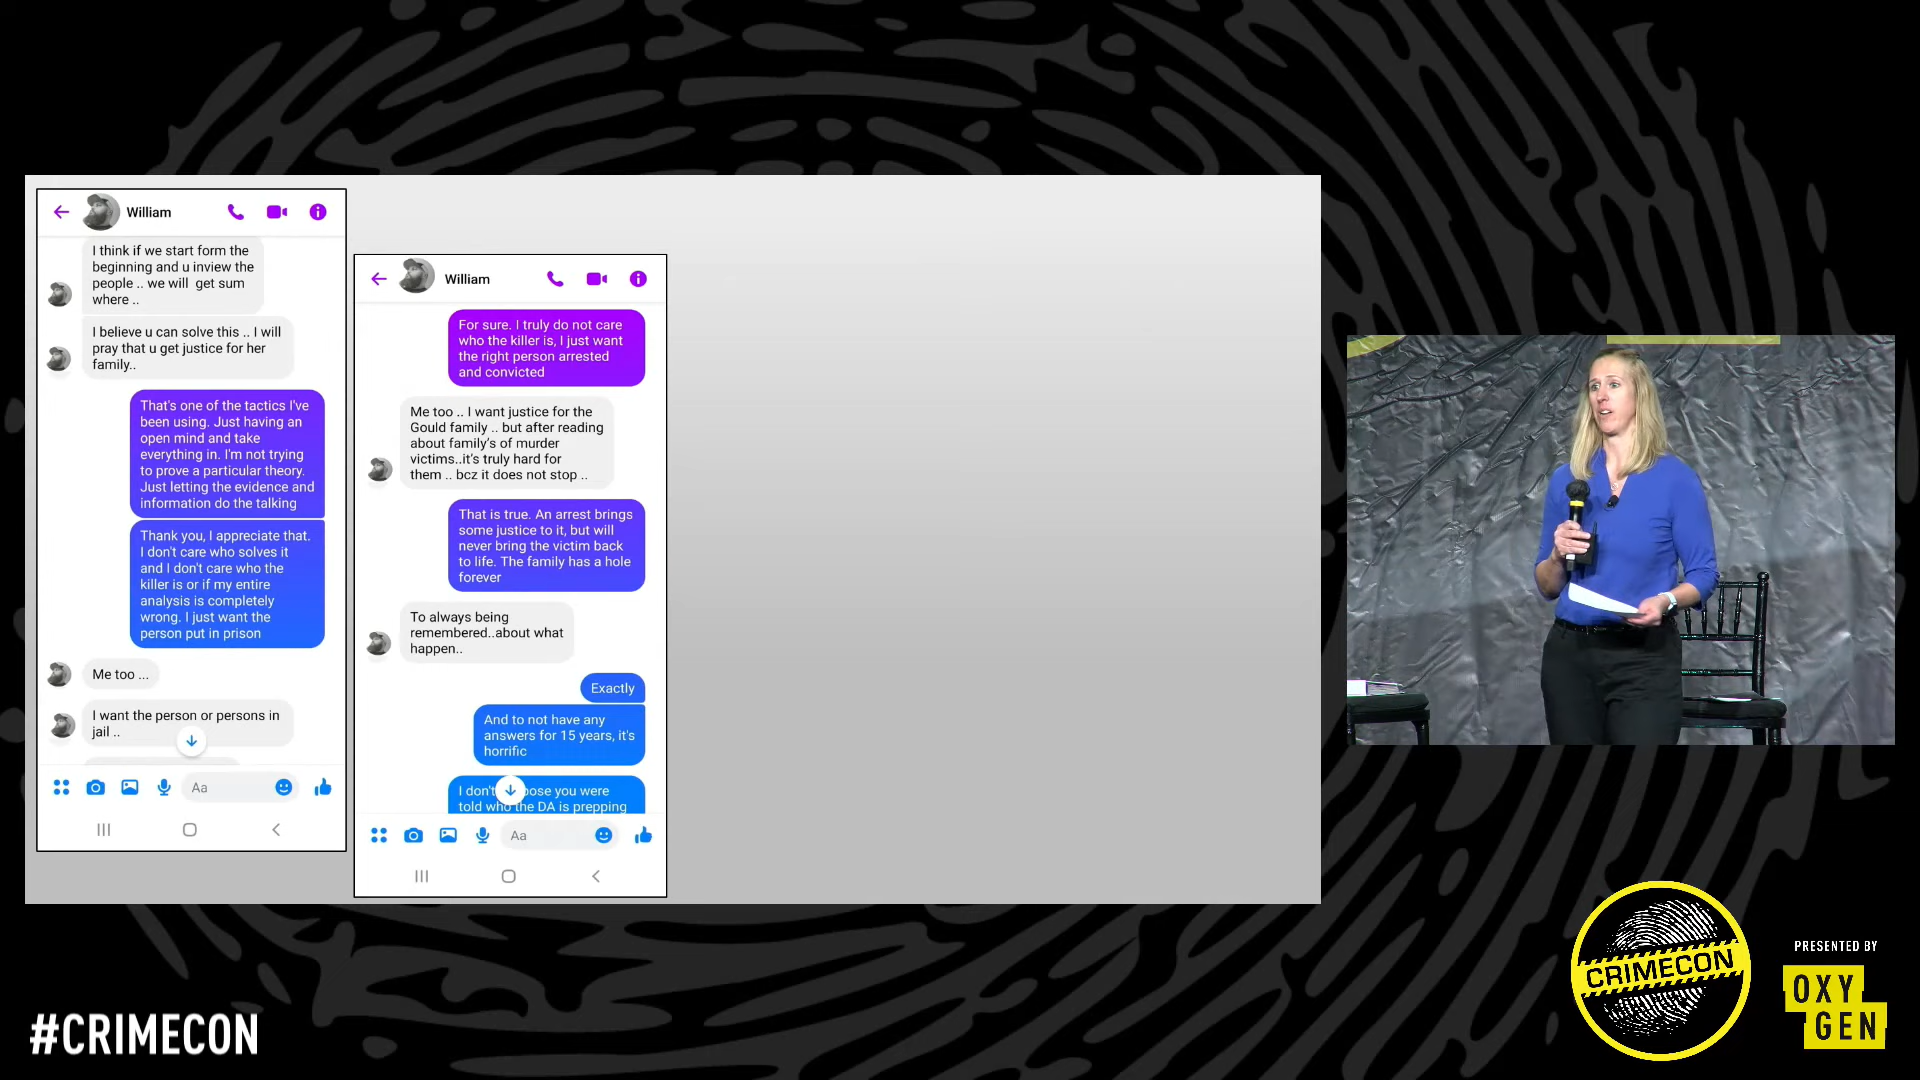 William
I think if we start form the
beginning and u inview the
people .. we will get sum
where ..
I believe u can solve this .. I will
pray that u get justice for her
family..
That's one of the tactics I've
been using. Just having an
open mind and take
everything in. I'm not trying
to prove a particular theory.
Just letting the evidence and
information do the talking
Thank you, I appreciate that.
I don't care who solves it
and I don't care who the
killer is or if my entire
analysis is completely
wrong. I just want the
person put in prison
Me too ...
I want the person or persons in
jail ..
Aa
William
For sure. I truly do not care
who the killer is, I just want
the right person arrested
and convicted
Me too .. I want justice for the
Gould family .. but after reading
about family's of murder
victims..it's truly hard for
them .. bcz it does not stop ..
That is true. An arrest brings
some justice to it, but will
never bring the victim back
to life. The family has a hole
forever
To always being
remembered..about what
happen..
Exactly
And to not have any
answers for 15 years, it's
horrific
I don't you were
told who the DA is prepping
Aa
CRIMECON
PRESENTED BY
OXY
GEN
#CRIMECON